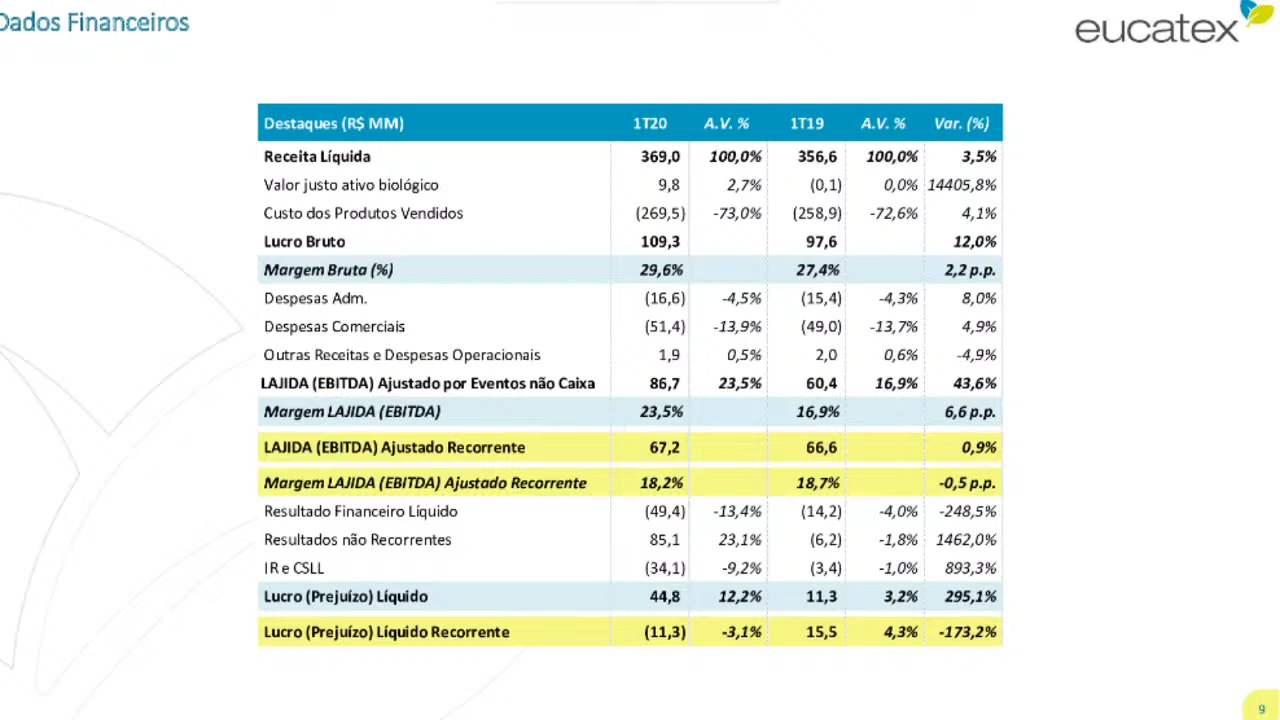 Dados Financeiros
eucatex
Destaques (R$ MM) 1T20 A.V. % 1T19 A.V. % Var. (%)
Receita Líquida 369,0 100,0% 356,6 100,0% 3,5%
Valor justo ativo biológico 9,8 2,7% (0,1) 0,0% 14405,8%
Custo dos Produtos Vendidos (269,5) -73,0% (258,9) -72,6% 4,1%
Lucro Bruto 109,3 97,6 12,0%
Margem Bruta (%) 29,6% 27,4% 2,2 p.p.
Despesas Adm. (16,6) -4,5% (15,4) -4,3% 8,0%
Despesas Comerciais (51,4) -13,9% (49,0) -13,7% 4,9%
Outras Receitas e Despesas Operacionais 1,9 0,5% 2,0 0,6% -4,9%
LAJIDA (EBITDA) Ajustado por Eventos não Caixa 86,7 23,5% 60,4 16,9% 43,6%
Margem LAJIDA (EBITDA) 23,5% 16,9% 6,6 p.p.
LAJIDA (EBITDA) Ajustado Recorrente 67,2 66,6 0,9%
Margem LAJIDA (EBITDA) Ajustado Recorrente 18,2% 18,7% -0,5 p.p.
Resultado Financeiro Líquido (49,4) -13,4% (14,2) -4,0% -248,5%
Resultados não Recorrentes 85,1 23,1% (6,2) -1,8% 1462,0%
IR e CSLL (34,1) -9,2% (3,4) -1,0% 893,3%
Lucro (Prejuízo) Líquido 44,8 12,2% 11,3 3,2% 295,1%
Lucro (Prejuízo) Líquido Recorrente (11,3) -3,1% 15,5 4,3% -173,2%
9